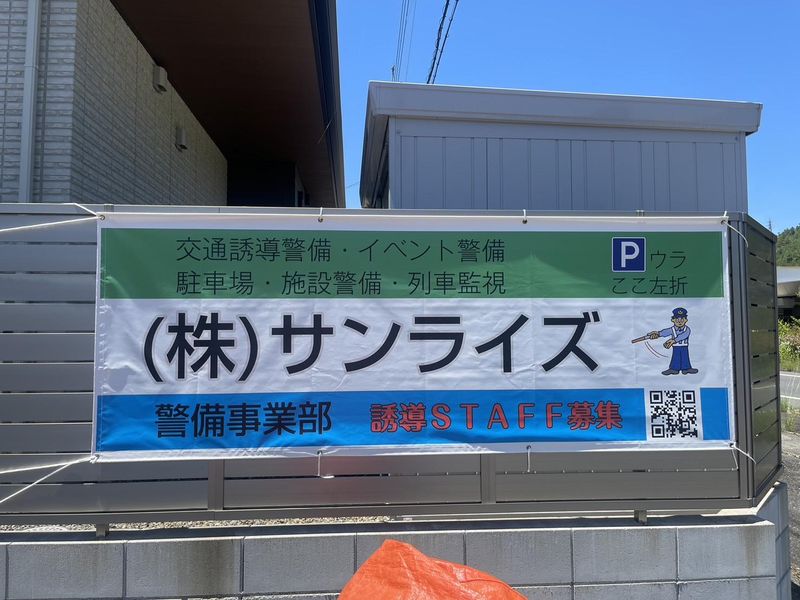 交通誘導警備・イベント警備
駐車場・施設警備・列車監視
P ウラ
ここ左折
(株)サンライズ
警備事業部 誘導STAFF募集